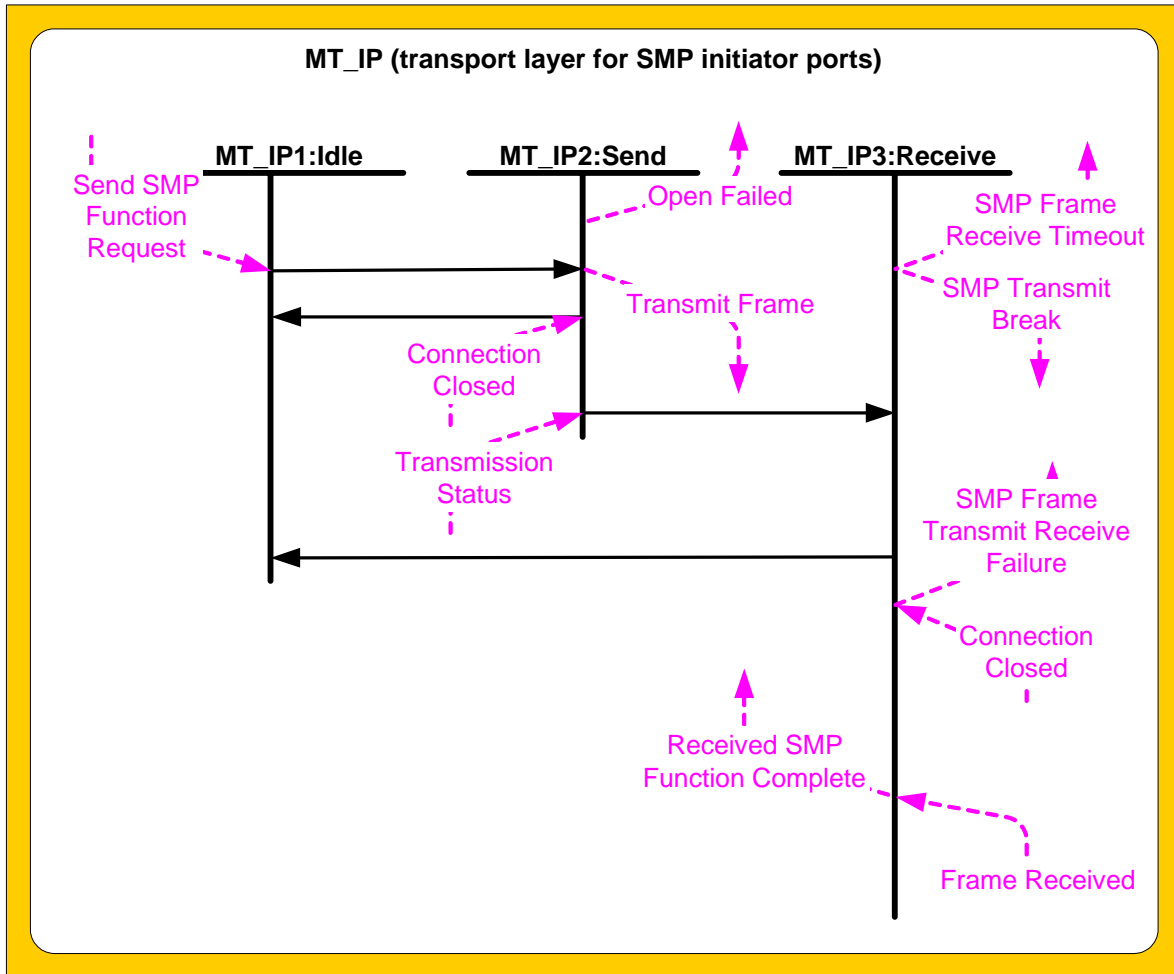 MT_IP (transport layer for SMP initiator ports)
MT_IP1:Idle
MT_IP2:Send
MT_IP3:Receive
Send SMP
Function
Request
Open Failed
SMP Frame
Receive Timeout
Transmit Frame
SMP Transmit
Break
Connection
Closed
Transmission
Status
SMP Frame
Transmit Receive
Failure
Connection
Closed
Received SMP
Function Complete
Frame Received